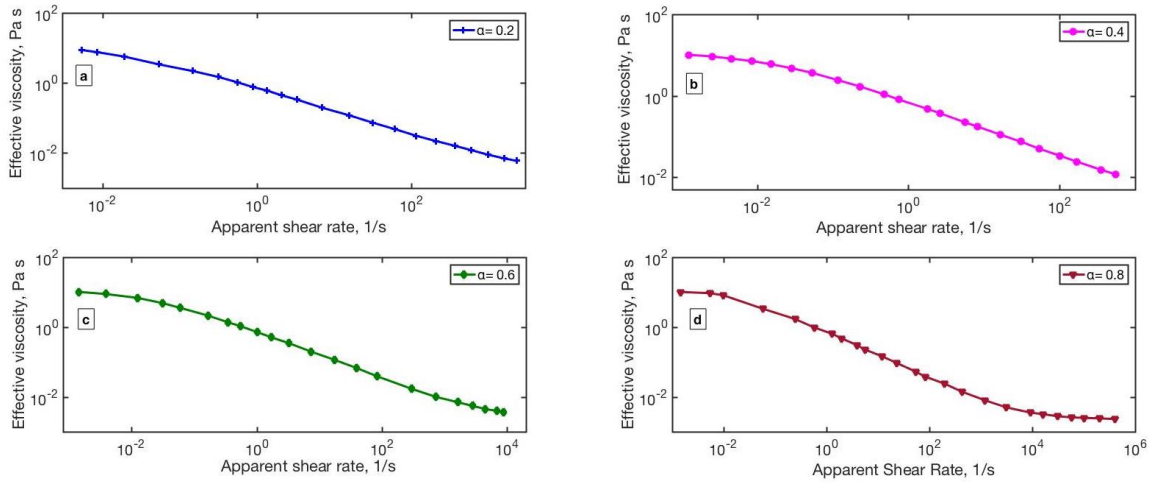 Effective viscosity, Pa s
10^2
10^0
10^-2
a
α= 0.2
10^-2
10^0
10^2
Apparent shear rate, 1/s
Effective viscosity, Pa s
10^2
10^0
10^-2
b
α= 0.4
10^-2
10^0
10^2
Apparent shear rate, 1/s
Effective viscosity, Pa s
10^2
10^0
10^-2
c
α= 0.6
10^-2
10^0
10^2
10^4
Apparent shear rate, 1/s
Effective viscosity, Pa s
10^2
10^0
10^-2
d
α= 0.8
10^-2
10^0
10^2
10^4
10^6
Apparent Shear Rate, 1/s